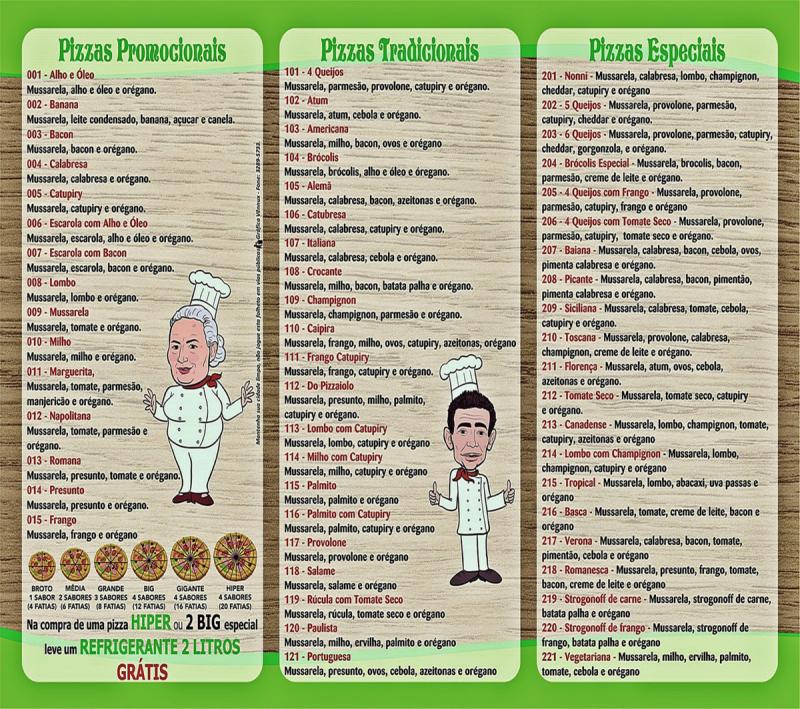 Pizzas Promocionais
001 - Alho e Óleo
Mussarela, alho e óleo e orégano.
002 - Banana
Mussarela, leite condensado, banana, açucar e canela.
003 - Bacon
Mussarela, bacon e orégano.
004 - Calabresa
Mussarela, calabresa e orégano.
005 - Catupiry
Mussarela, catupiry e orégano.
006 - Escarola com Alho e Óleo
Mussarela, escarola, alho e óleo e orégano.
007 - Escarola com Bacon
Mussarela, escarola, bacon e orégano.
008 - Lombo
Mussarela, lombo e orégano.
009 - Mussarela
Mussarela, tomate e orégano.
010 - Milho
Mussarela, milho e orégano.
011 - Marguerita,
Mussarela, tomate, parmesão,
manjericão e orégano.
012 - Napolitana
Mussarela, tomate, parmesão e
orégano.
013 - Romana
Mussarela, presunto, tomate e orégano.
014 - Presunto
Mussarela, presunto e orégano.
015 - Frango
Mussarela, frango e orégano
BROTO
1 SABOR
(4 FATIAS)
MÉDIA
2 SABORES
(6 FATIAS)
GRANDE
3 SABORES
(8 FATIAS)
BIG
4 SABORES
(12 FATIAS)
GIGANTE
4 SABORES
(16 FATIAS)
HIPER
4 SABORES
(20 FATIAS)
Na compra de uma pizza HIPER ou 2 BIG especial
leve um REFRIGERANTE 2 LITROS
GRÁTIS
Mantenha sua cidade limpa, não jogue este folheto em vias públicas Gráfica Vitnnus - Fone: 3289-5733.
Pizzas Tradicionais
101 - 4 Queijos
Mussarela, parmesão, provolone, catupiry e orégano.
102 - Atum
Mussarela, atum, cebola e orégano.
103 - Americana
Mussarela, milho, bacon, ovos e orégano
104 - Brócolis
Mussarela, brócolis, alho e óleo e óregano.
105 - Alemã
Mussarela, calabresa, bacon, azeitonas e orégano.
106 - Catubresa
Mussarela, calabresa, catupiry e orégano.
107 - Italiana
Mussarela, calabresa, cebola e orégano.
108 - Crocante
Mussarela, milho, bacon, batata palha e orégano.
109 - Champignon
Mussarela, champignon, parmesão e orégano.
110 - Caipira
Mussarela, frango, milho, ovos, catupiry, azeitonas, orégano
111 - Frango Catupiry
Mussarela, frango, catupiry e orégano.
112 - Do Pizzaiolo
Mussarela, presunto, milho, palmito,
catupiry e orégano.
113 - Lombo com Catupiry
Mussarela, lombo, catupiry e orégano
114 - Milho com Catupiry
Mussarela, milho, catupiry e orégano
115 - Palmito
Mussarela, palmito e orégano
116 - Palmito com Catupiry
Mussarela, palmito, catupiry e orégano
117 - Provolone
Mussarela, provolone e orégano
118 - Salame
Mussarela, salame e orégano
119 - Rúcula com Tomate Seco
Mussarela, rúcula, tomate seco e orégano
120 - Paulista
Mussarela, milho, ervilha, palmito e orégano
121 - Portuguesa
Mussarela, presunto, ovos, cebola, azeitonas e orégano
Pizzas Especiais
201 - Nonni - Mussarela, calabresa, lombo, champignon,
cheddar, catupiry e orégano
202 - 5 Queijos - Mussarela, provolone, parmesão,
catupiry, cheddar e orégano.
203 - 6 Queijos - Mussarela, provolone, parmesão, catupiry,
cheddar, gorgonzola, e orégano.
204 - Brócolis Especial - Mussarela, brocolis, bacon,
parmesão, creme de leite e orégano.
205 - 4 Queijos com Frango - Mussarela, provolone,
parmesão, catupiry, frango e orégano
206 - 4 Queijos com Tomate Seco - Mussarela, provolone,
parmesão, catupiry, tomate seco e orégano.
207 - Baiana - Mussarela, calabresa, bacon, cebola, ovos,
pimenta calabresa e orégano.
208 - Picante - Mussarela, calabresa, bacon, pimentão,
pimenta calabresa e orégano.
209 - Siciliana - Mussarela, calabresa, tomate, cebola,
catupiry e orégano.
210 - Toscana - Mussarela, provolone, calabresa,
champignon, creme de leite e orégano.
211 - Florença - Mussarela, atum, ovos, cebola,
azeitonas e orégano.
212 - Tomate Seco - Mussarela, tomate seco, catupiry
e orégano.
213 - Canadense - Mussarela, lombo, champignon, tomate,
catupiry, azeitonas e orégano
214 - Lombo com Champignon - Mussarela, lombo,
champignon, catupiry e orégano
215 - Tropical - Mussarela, lombo, abacaxi, uva passas e
orégano
216 - Basca - Mussarela, tomate, creme de leite, bacon e
orégano
217 - Verona - Mussarela, calabresa, bacon, tomate,
pimentão, cebola e orégano
218 - Romanesca - Mussarela, presunto, frango, tomate,
bacon, creme de leite e orégano
219 - Strogonoff de carne - Mussarela, strogonoff de carne,
batata palha e orégano
220 - Strogonoff de frango - Mussarela, strogonoff de
frango, batata palha e orégano
221 - Vegetariana - Mussarela, milho, ervilha, palmito,
tomate, cebola e orégano